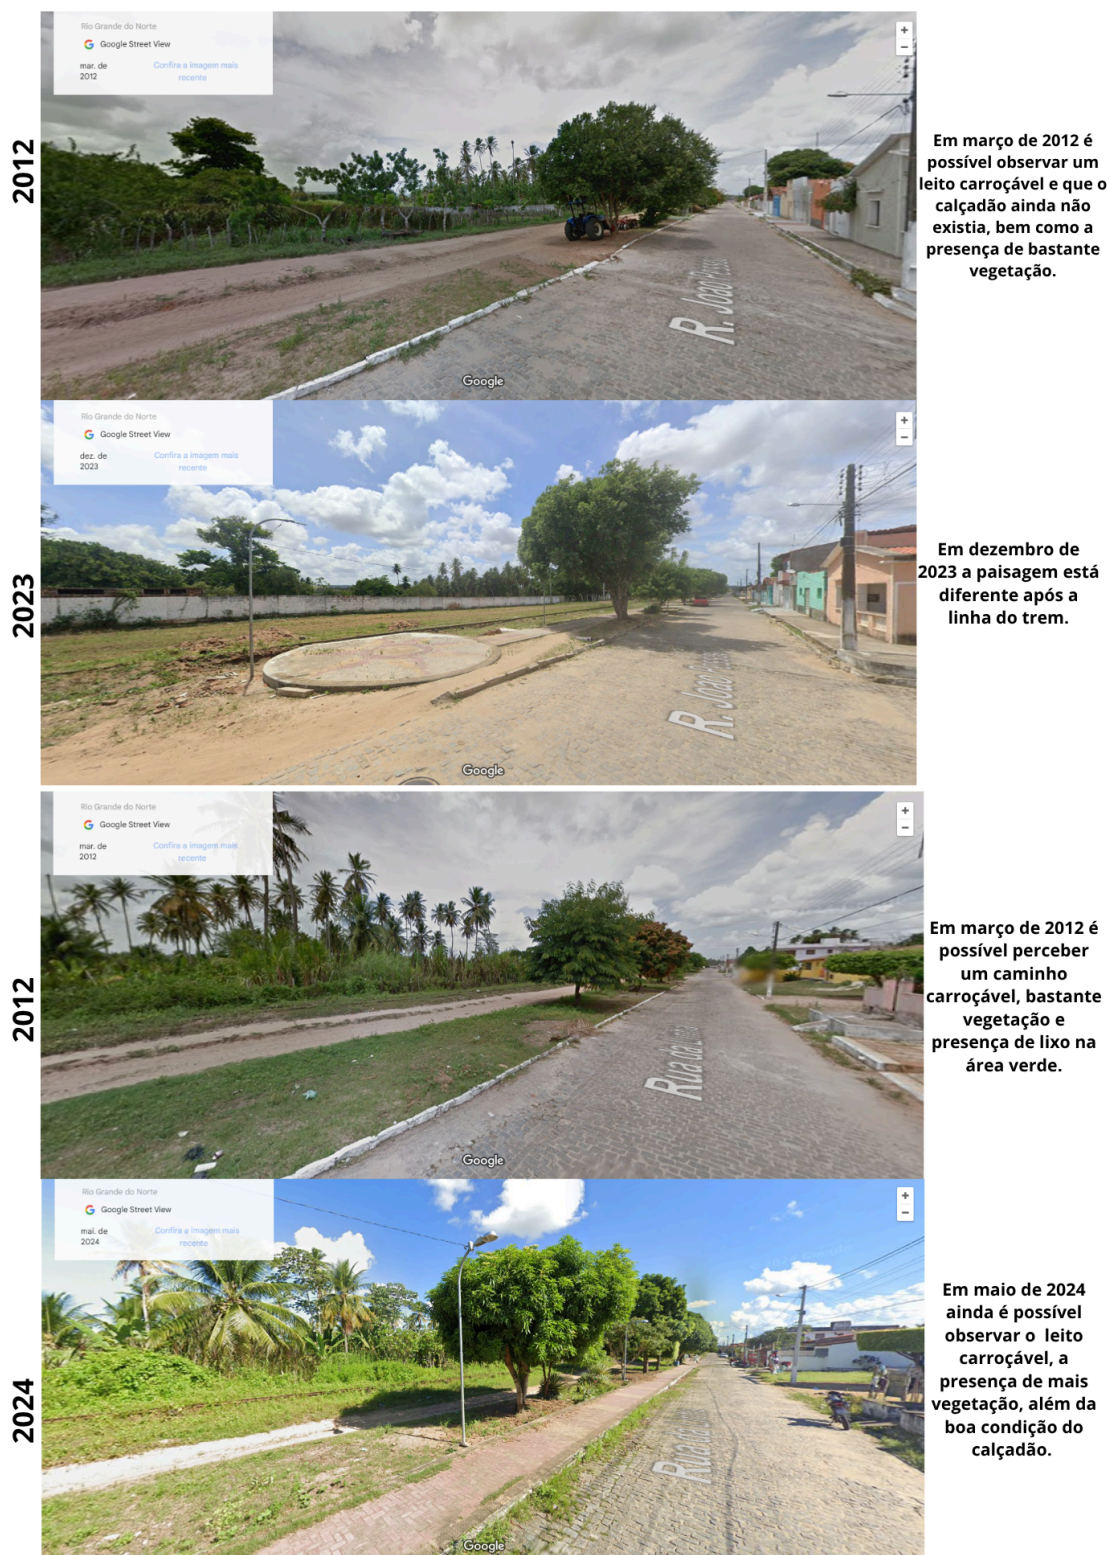 2012
Rio Grande do Norte
Google Street View
mar. de
2012
Confira a imagem mais
recente
+
−
R. Joao
Google
Em março de 2012 é
possível observar um
leito carroçável e que o
calçadão ainda não
existia, bem como a
presença de bastante
vegetação.
2023
Rio Grande do Norte
Google Street View
dez. de
2023
Confira a imagem mais
recente
+
−
R. Joao
Google
Em dezembro de
2023 a paisagem está
diferente após a
linha do trem.
2012
Rio Grande do Norte
Google Street View
mar. de
2012
Confira a imagem mais
recente
+
−
Rua da
Google
Em março de 2012 é
possível perceber
um caminho
carroçável, bastante
vegetação e
presença de lixo na
área verde.
2024
Rio Grande do Norte
Google Street View
mai. de
2024
Confira a imagem mais
recente
+
−
Rua da
Google
Em maio de 2024
ainda é possível
observar o leito
carroçável, a
presença de mais
vegetação, além da
boa condição do
calçadão.